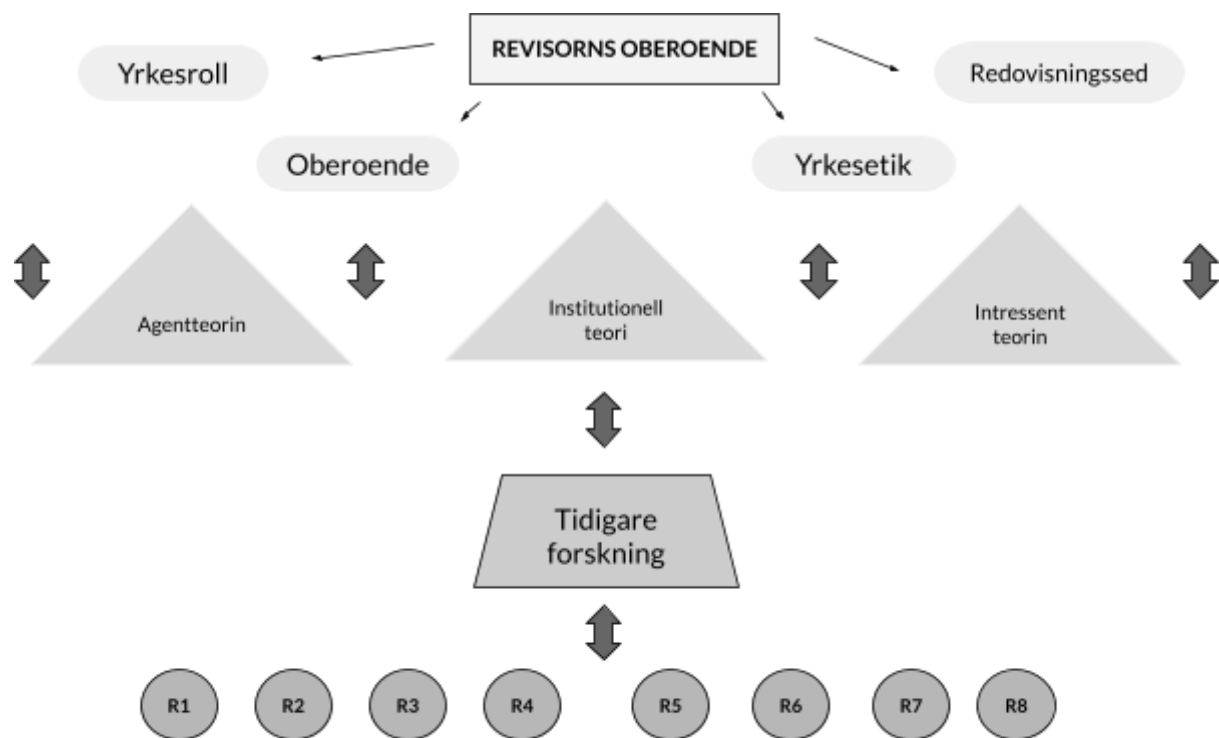 REVISORNS OBEROENDE
Yrkesroll
Redovisningssed
Oberoende
Yrkesetik
Agentteorin
Institutionell
teori
Intressent
teorin
Tidigare
forskning
R1
R2
R3
R4
R5
R6
R7
R8